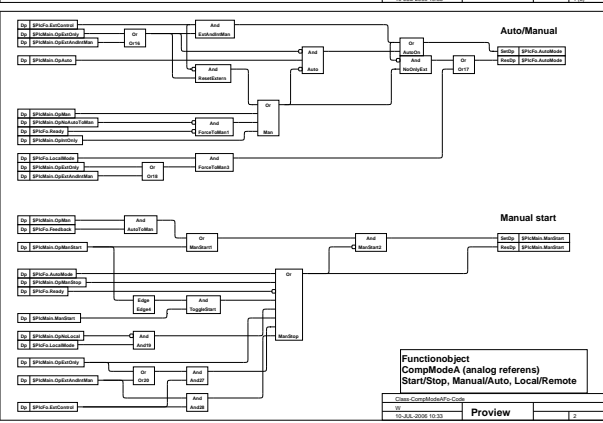 Auto/Manual
Dp $PlcFo.ExtControl
Dp $PlcMain.OpExtOnly
Dp $PlcMain.OpExtAndIntMan
Dp $PlcMain.OpAuto
Or
Or16
And
ExtAndIntMan
And
ResetExtern
And
Auto
Or
AutoOn
And
NoOnlyExt
Or
Or17
SetDp $PlcFo.AutoMode
ResDp $PlcFo.AutoMode
Dp $PlcMain.OpMan
Dp $PlcMain.OpNoAutoToMan
Dp $PlcFo.Ready
Dp $PlcMain.OpIntOnly
And
ForceToMan1
Or
Man
Dp $PlcFo.LocalMode
Dp $PlcMain.OpExtOnly
Dp $PlcMain.OpExtAndIntMan
Or
Or18
And
ForceToMan2
Manual start
Dp $PlcMain.OpMan
Dp $PlcFo.Feedback
Dp $PlcMain.OpManStart
And
AutoToMan
Or
ManStart1
And
ManStart2
SetDp $PlcMain.ManStart
ResDp $PlcMain.ManStart
Dp $PlcFo.AutoMode
Dp $PlcMain.OpManStop
Dp $PlcFo.Ready
Dp $PlcMain.ManStart
Edge
And
ToggleStart
Or
ManStop
Dp $PlcMain.OpNoLocal
Dp $PlcFo.LocalMode
And
And19
Dp $PlcMain.OpExtOnly
Dp $PlcMain.OpExtAndIntMan
Dp $PlcFo.ExtControl
Or
Or20
And
And27
And
And28
Functionobject
CompModeA (analog referens)
Start/Stop, Manual/Auto, Local/Remote
Class-CompModeAFo-Code
W
10-JUL-2006 10:33
Proview
2